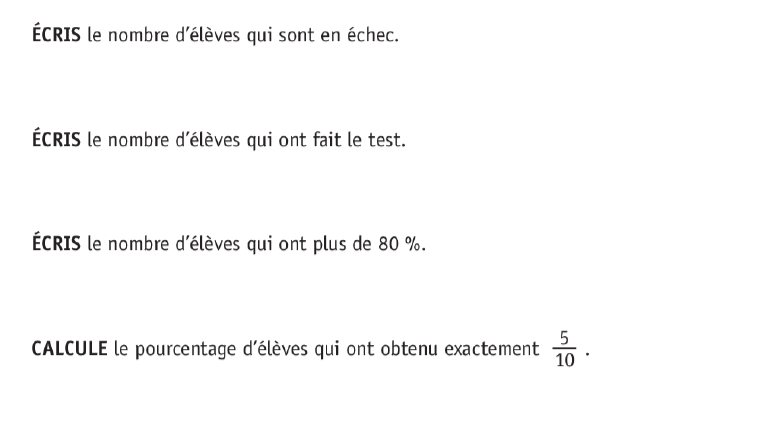 ÉCRIS le nombre d'élèves qui sont en échec.
ÉCRIS le nombre d'élèves qui ont fait le test.
ÉCRIS le nombre d'élèves qui ont plus de 80 %.
CALCULE le pourcentage d'élèves qui ont obtenu exactement 5/10 .